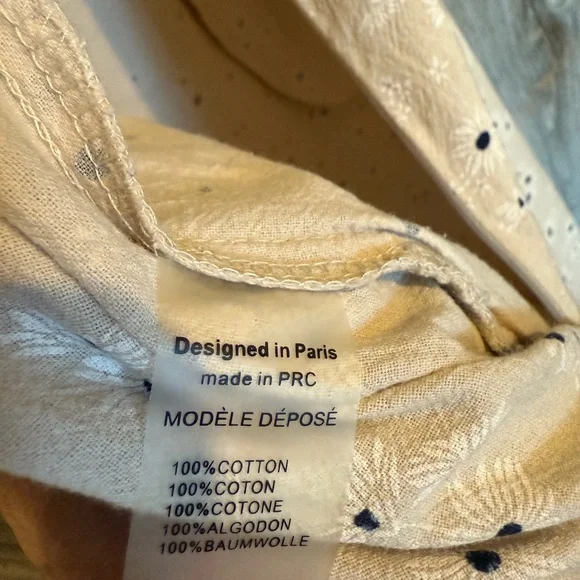 Designed in Paris
made in PRC
MODÈLE DÉPOSÉ
100%COTTON
100%COTON
100%COTONE
100%ALGODON
100%BAUMWOLLE